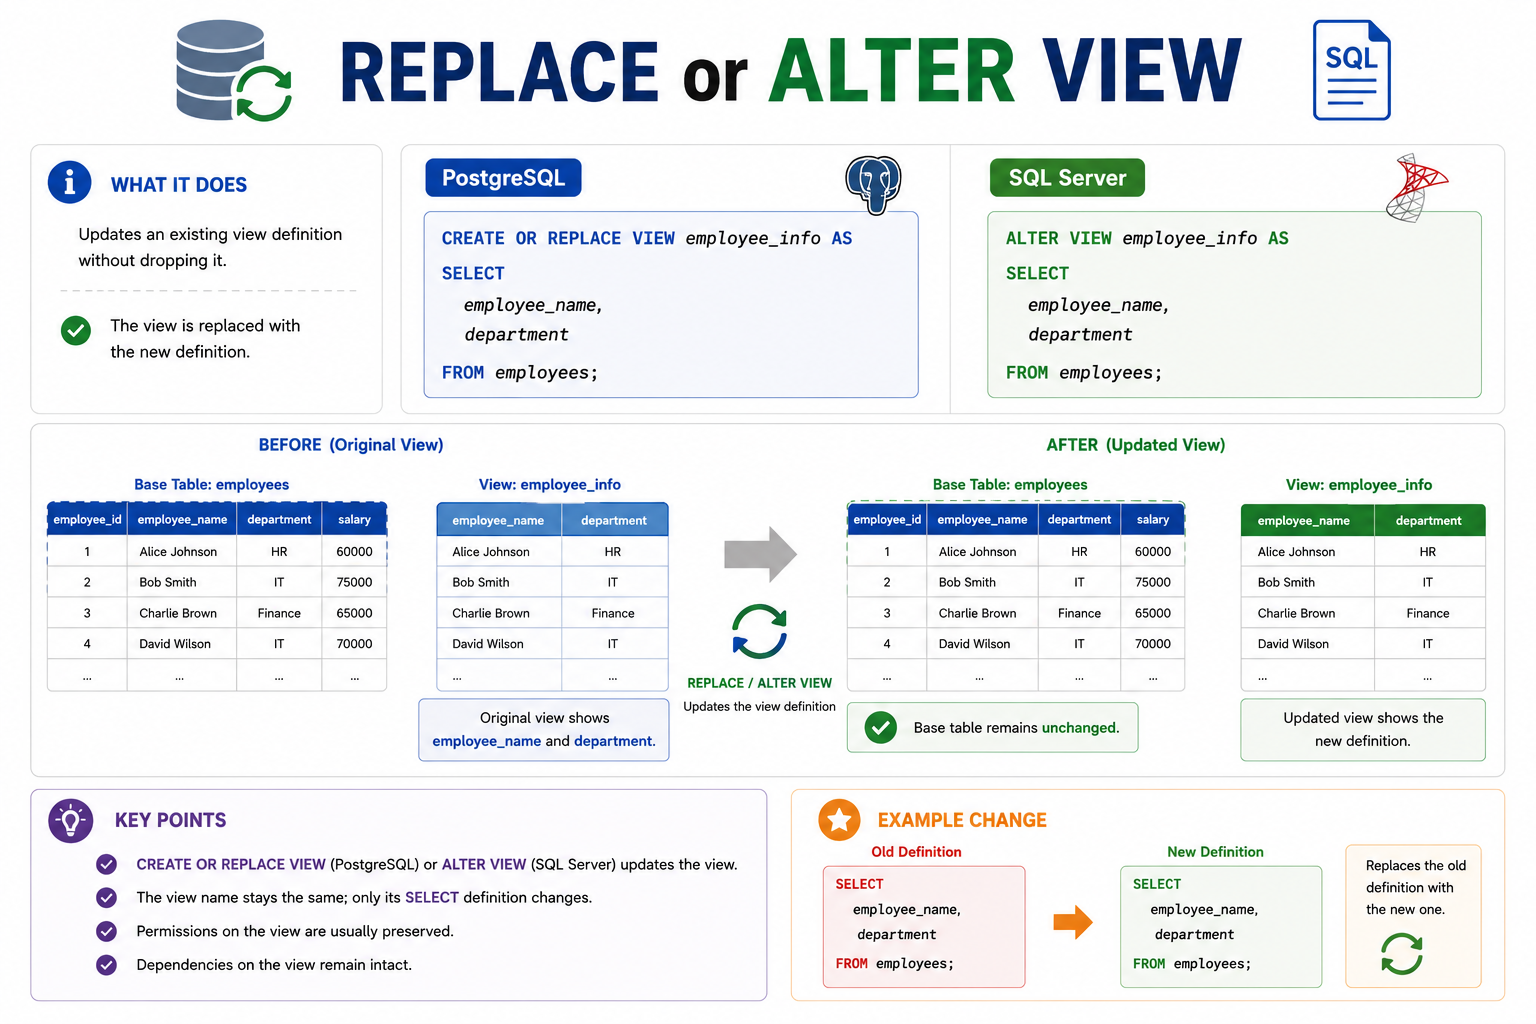 REPLACE or ALTER VIEW
SQL
WHAT IT DOES
Updates an existing view definition
without dropping it.
The view is replaced with
the new definition.
PostgreSQL
CREATE OR REPLACE VIEW employee_info AS
SELECT
employee_name,
department
FROM employees;
SQL Server
ALTER VIEW employee_info AS
SELECT
employee_name,
department
FROM employees;
BEFORE (Original View)
Base Table: employees
employee_id employee_name department salary
1 Alice Johnson HR 60000
2 Bob Smith IT 75000
3 Charlie Brown Finance 65000
4 David Wilson IT 70000
... ... ... ...
View: employee_info
employee_name department
Alice Johnson HR
Bob Smith IT
Charlie Brown Finance
David Wilson IT
... ...
Original view shows
employee_name and department.
REPLACE / ALTER VIEW
Updates the view definition
AFTER (Updated View)
Base Table: employees
employee_id employee_name department salary
1 Alice Johnson HR 60000
2 Bob Smith IT 75000
3 Charlie Brown Finance 65000
4 David Wilson IT 70000
... ... ... ...
Base table remains unchanged.
View: employee_info
employee_name department
Alice Johnson HR
Bob Smith IT
Charlie Brown Finance
David Wilson IT
... ...
Updated view shows the
new definition.
KEY POINTS
CREATE OR REPLACE VIEW (PostgreSQL) or ALTER VIEW (SQL Server) updates the view.
The view name stays the same; only its SELECT definition changes.
Permissions on the view are usually preserved.
Dependencies on the view remain intact.
EXAMPLE CHANGE
Old Definition
SELECT
employee_name,
department
FROM employees;
New Definition
SELECT
employee_name,
department
FROM employees;
Replaces the old
definition with
the new one.